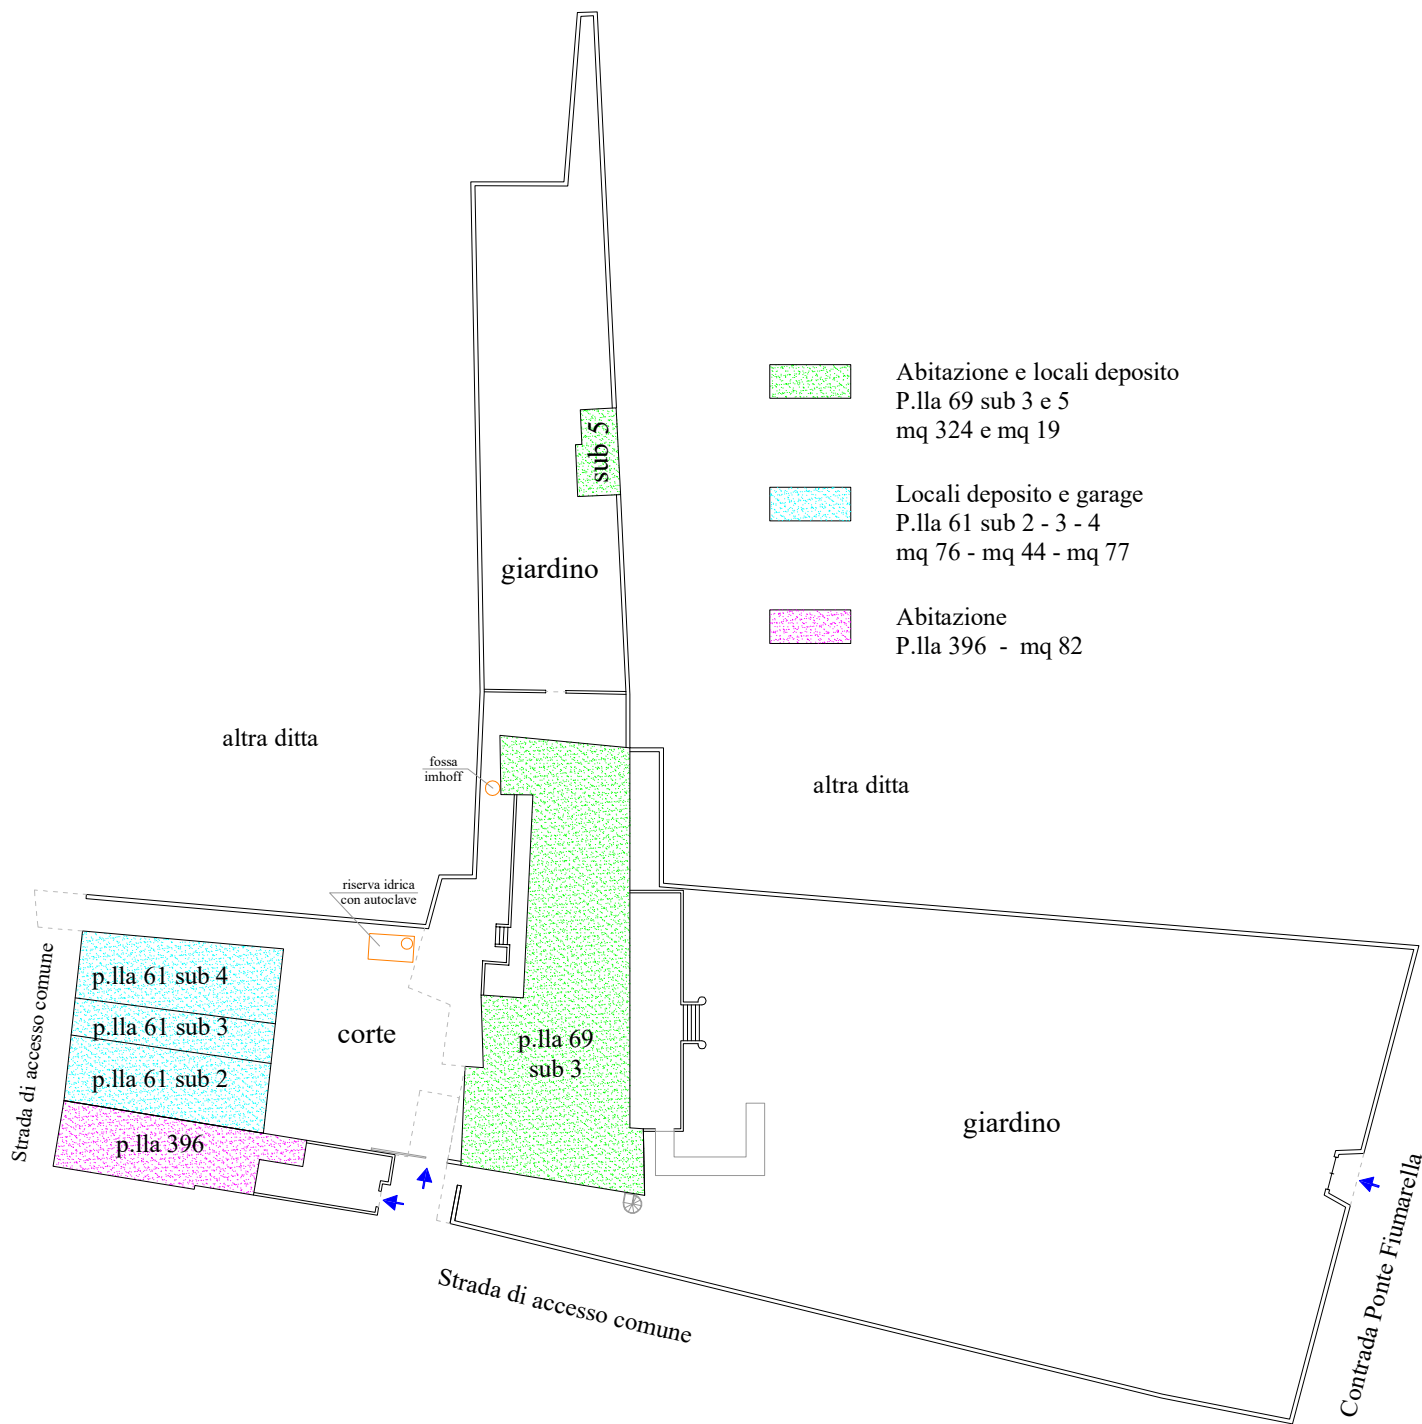 Abitazione e locali deposito
P.lla 69 sub 3 e 5
mq 324 e mq 19
sub 5
Locali deposito e garage
P.lla 61 sub 2 - 3 - 4
mq 76 - mq 44 - mq 77
giardino
Abitazione
P.lla 396 - mq 82
altra ditta
fossa
imhoff
altra ditta
riserva idrica
con autoclave
Strada di accesso comune
p.lla 61 sub 4
p.lla 61 sub 3
p.lla 61 sub 2
corte
p.lla 69
sub 3
giardino
p.lla 396
Strada di accesso comune
Contrada Ponte Fiumarella